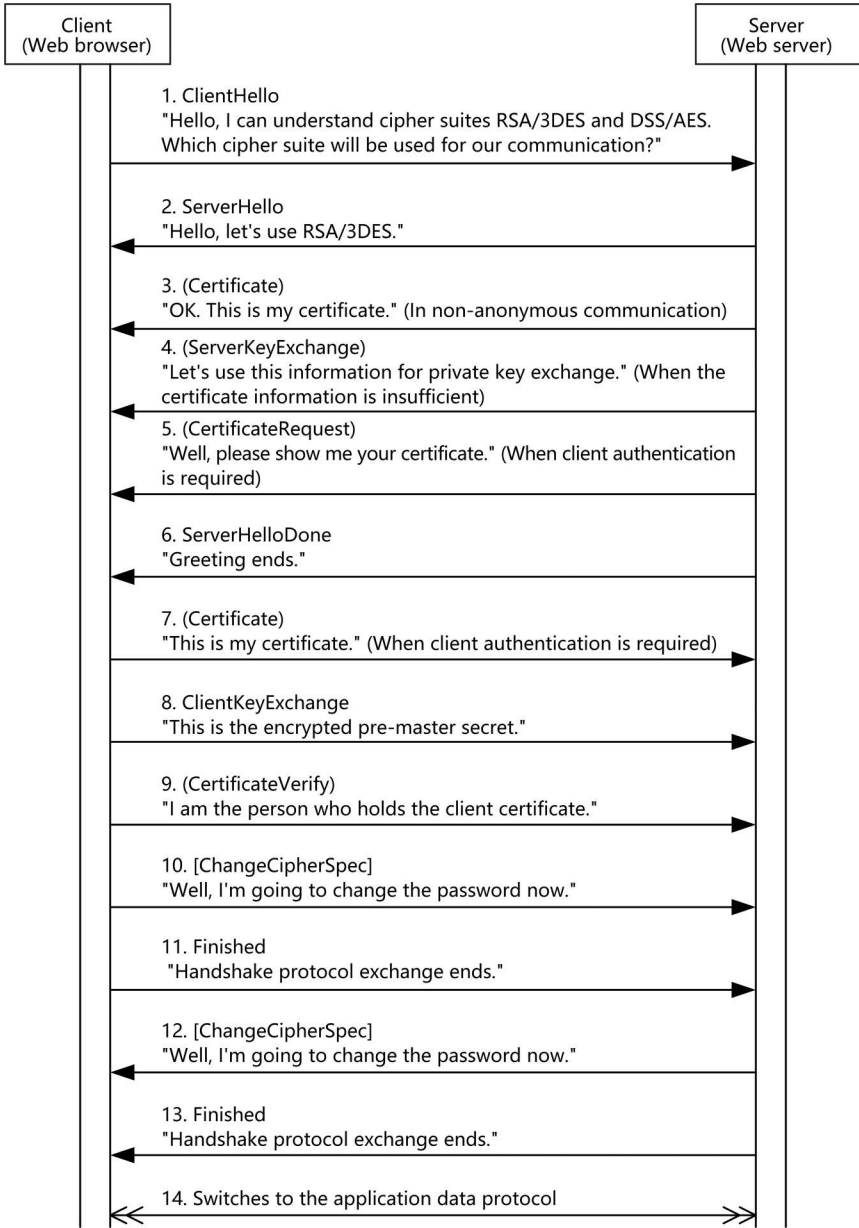 Client
(Web browser)
Server
(Web server)
1. ClientHello
"Hello, I can understand cipher suites RSA/3DES and DSS/AES.
Which cipher suite will be used for our communication?"
2. ServerHello
"Hello, let's use RSA/3DES."
3. (Certificate)
"OK. This is my certificate." (In non-anonymous communication)
4. (ServerKeyExchange)
"Let's use this information for private key exchange." (When the
certificate information is insufficient)
5. (CertificateRequest)
"Well, please show me your certificate." (When client authentication
is required)
6. ServerHelloDone
"Greeting ends."
7. (Certificate)
"This is my certificate." (When client authentication is required)
8. ClientKeyExchange
"This is the encrypted pre-master secret."
9. (CertificateVerify)
"I am the person who holds the client certificate."
10. [ChangeCipherSpec]
"Well, I'm going to change the password now."
11. Finished
"Handshake protocol exchange ends."
12. [ChangeCipherSpec]
"Well, I'm going to change the password now."
13. Finished
"Handshake protocol exchange ends."
14. Switches to the application data protocol